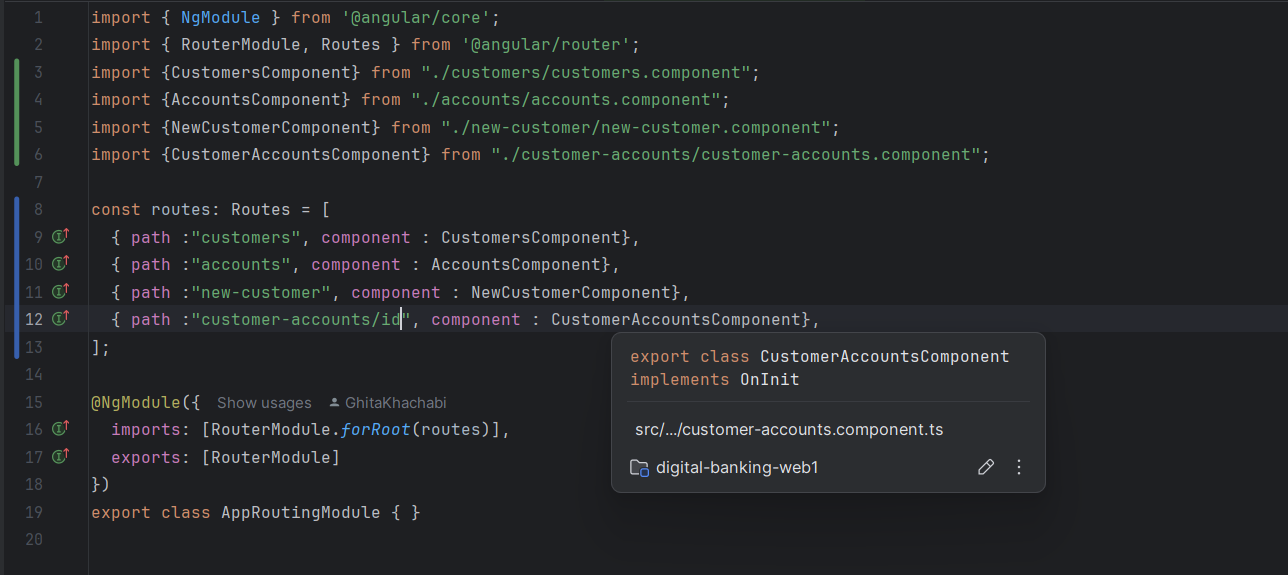 1 import { NgModule } from '@angular/core';
2 import { RouterModule, Routes } from '@angular/router';
3 import {CustomersComponent} from "./customers/customers.component";
4 import {AccountsComponent} from "./accounts/accounts.component";
5 import {NewCustomerComponent} from "./new-customer/new-customer.component";
6 import {CustomerAccountsComponent} from "./customer-accounts/customer-accounts.component";
7
8 const routes: Routes = [
9 { path :"customers", component : CustomersComponent},
10 { path :"accounts", component : AccountsComponent},
11 { path :"new-customer", component : NewCustomerComponent},
12 { path :"customer-accounts/id", component : CustomerAccountsComponent},
13 ];
export class CustomerAccountsComponent
implements OnInit
src/.../customer-accounts.component.ts
digital-banking-web1
14
15 @NgModule({ Show usages GhitaKhachabi
16 imports: [RouterModule.forRoot(routes)],
17 exports: [RouterModule]
18 })
19 export class AppRoutingModule { }
20